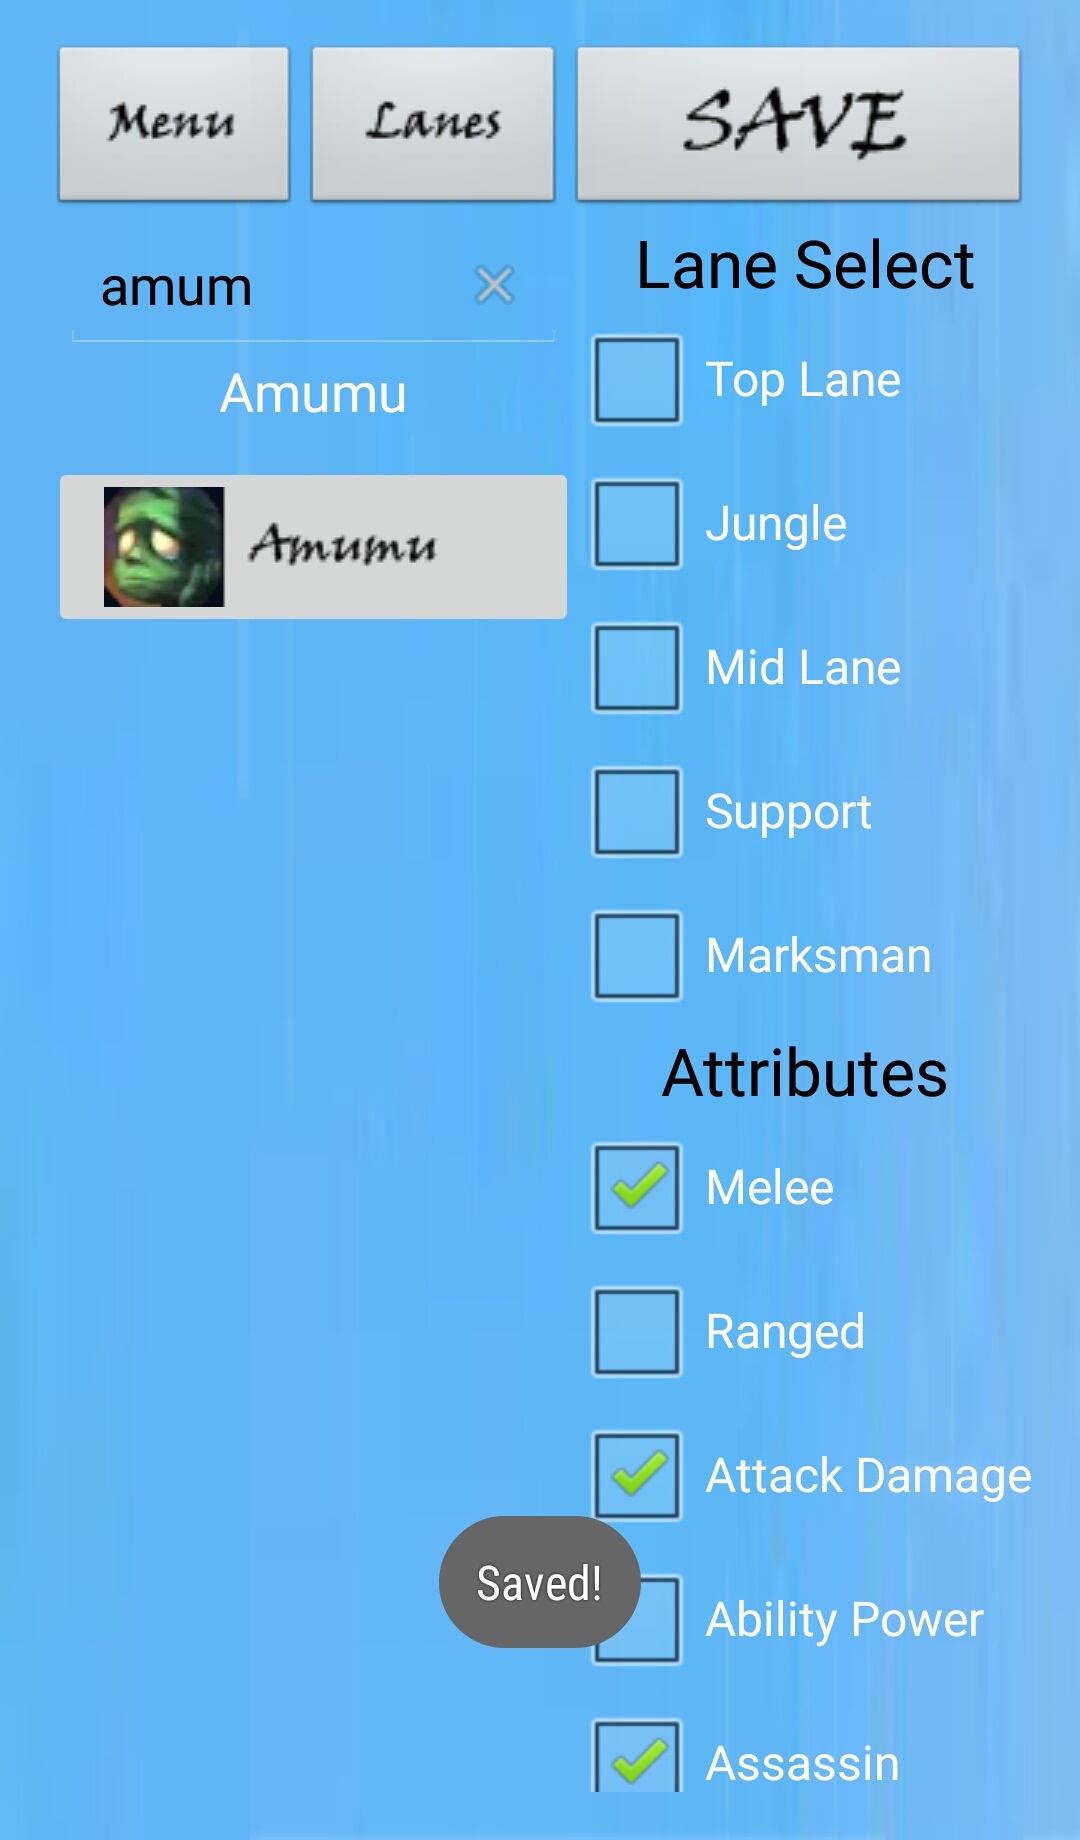 Menu
Lanes
SAVE
amum
Amumu
Amumu
Lane Select
Top Lane
Jungle
Mid Lane
Support
Marksman
Attributes
Melee
Ranged
Attack Damage
Saved!
Ability Power
Assassin